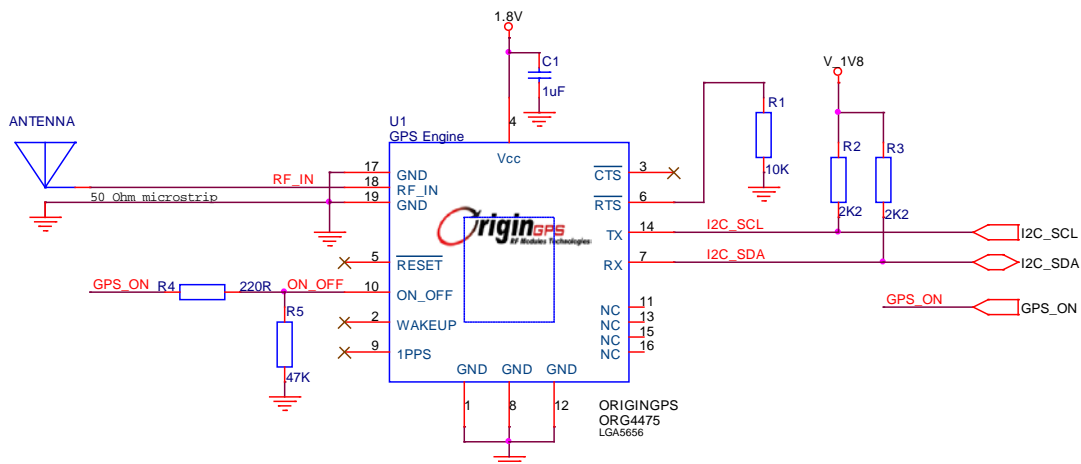 1.8V
C1
1uF
V_1V8
ANTENNA
U1
GPS Engine
4
Vcc
R1
10K
R2
2K2
R3
2K2
RF_IN
50 Ohm microstrip
17 GND
18 RF_IN
19 GND
OriginGPS
RF Modules Technologies
CTS 3
RTS 6
TX 14 I2C_SCL I2C_SCL
RX 7 I2C_SDA I2C_SDA
5 RESET
GPS_ON R4 220R ON_OFF 10 ON_OFF
R5
47K
2 WAKEUP
9 1PPS
NC 11
NC 13
NC 15
NC 16
GPS_ON GPS_ON
GND GND GND
1 8 12
ORIGINGPS
ORG4475
LGA5656